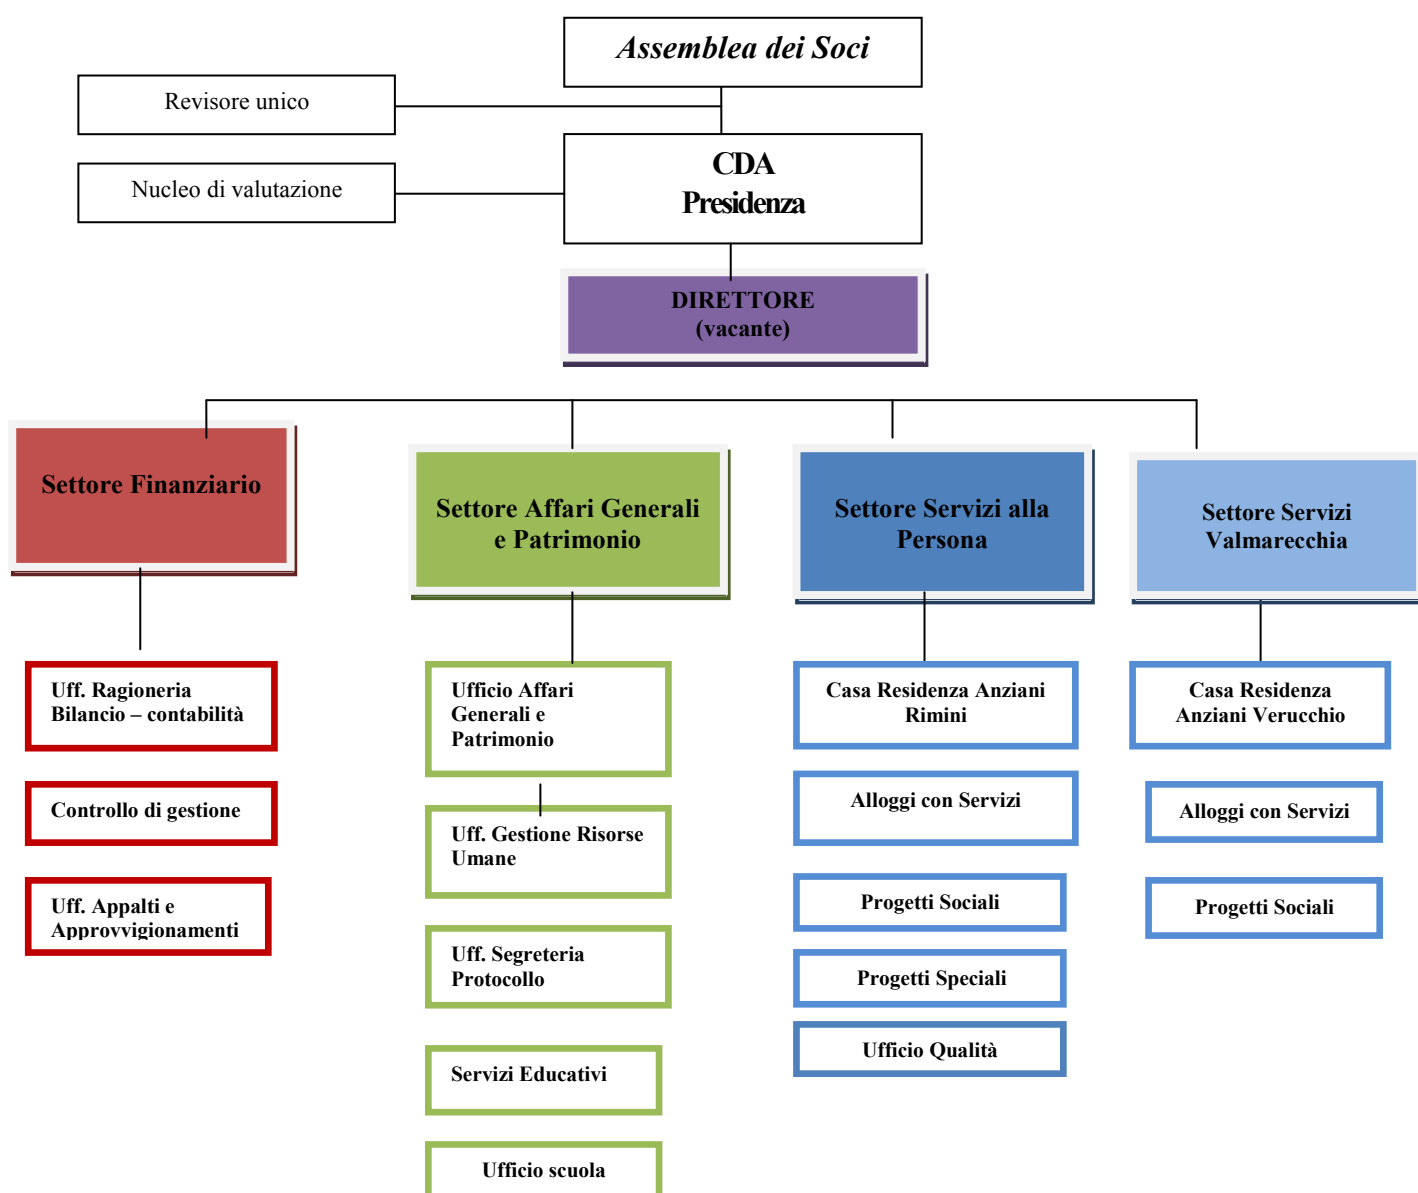 Assemblea dei Soci
Revisore unico
CDA
Presidenza
Nucleo di valutazione
DIRETTORE
(vacante)
Settore Finanziario
Settore Affari Generali
e Patrimonio
Settore Servizi alla
Persona
Settore Servizi
Valmarecchia
Uff. Ragioneria
Bilancio – contabilità
Controllo di gestione
Uff. Appalti e
Approvvigionamenti
Ufficio Affari
Generali e
Patrimonio
Uff. Gestione Risorse
Umane
Uff. Segreteria
Protocollo
Servizi Educativi
Ufficio scuola
Casa Residenza Anziani
Rimini
Alloggi con Servizi
Progetti Sociali
Progetti Speciali
Ufficio Qualità
Casa Residenza
Anziani Verucchio
Alloggi con Servizi
Progetti Sociali